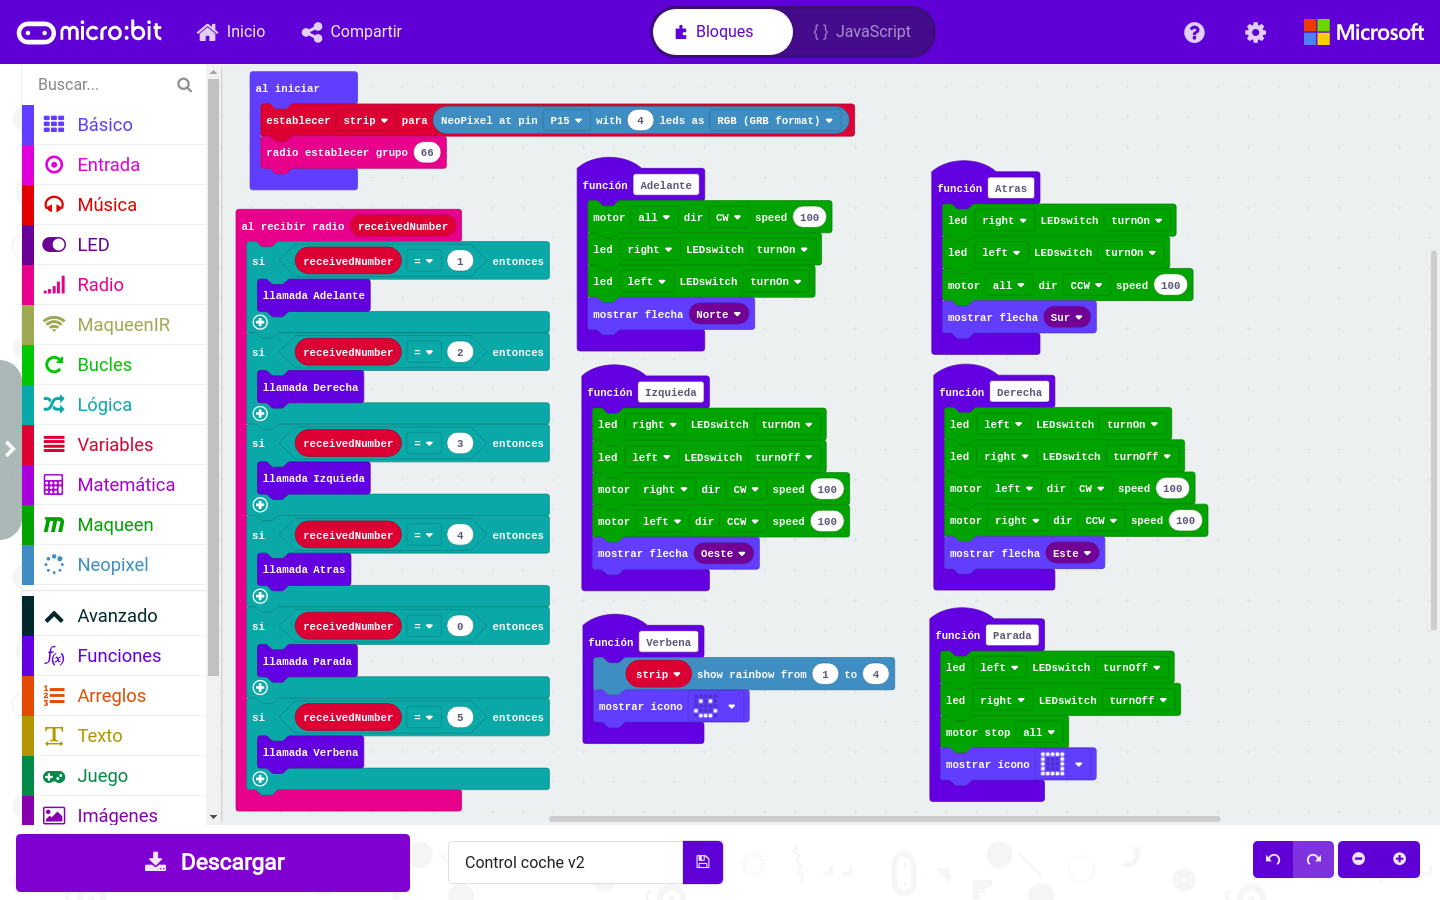 micro:bit
Inicio
Compartir
Bloques
{ } JavaScript
Microsoft
Buscar...
Básico
Entrada
Música
LED
Radio
MaqueenIR
Bucles
Lógica
Variables
Matemática
Maqueen
Neopixel
Avanzado
Funciones
Arreglos
Texto
Juego
Imágenes
al iniciar
establecer strip para NeoPixel at pin P15 with 4 leds as RGB (GRB format)
radio establecer grupo 66
al recibir radio receivedNumber
si receivedNumber = 1 entonces
llamada Adelante
si receivedNumber = 2 entonces
llamada Derecha
si receivedNumber = 3 entonces
llamada Izquieda
si receivedNumber = 4 entonces
llamada Atras
si receivedNumber = 0 entonces
llamada Parada
si receivedNumber = 5 entonces
llamada Verbena
función Adelante
motor all dir CW speed 100
led right LEDswitch turnOn
led left LEDswitch turnOn
mostrar flecha Norte
función Atras
led right LEDswitch turnOn
led left LEDswitch turnOn
motor all dir CCW speed 100
mostrar flecha Sur
función Izquieda
led right LEDswitch turnOn
led left LEDswitch turnOff
motor right dir CW speed 100
motor left dir CCW speed 100
mostrar flecha Oeste
función Derecha
led left LEDswitch turnOn
led right LEDswitch turnOff
motor left dir CW speed 100
motor right dir CCW speed 100
mostrar flecha Este
función Verbena
strip show rainbow from 1 to 4
mostrar ícono
función Parada
led left LEDswitch turnOff
led right LEDswitch turnOff
motor stop all
mostrar ícono
Descargar
Control coche v2